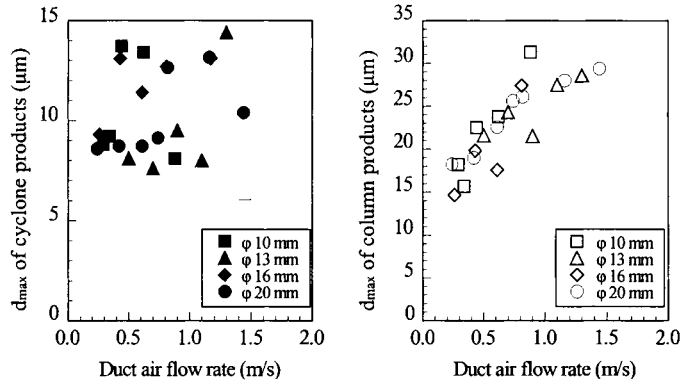 15
10
5
0
0.0 0.5 1.0 1.5 2.0
dmax of cyclone products (μm)
Duct air flow rate (m/s)
φ 10 mm
φ 13 mm
φ 16 mm
φ 20 mm
35
30
25
20
15
10
5
0
0.0 0.5 1.0 1.5 2.0
dmax of column products (μm)
Duct air flow rate (m/s)
φ 10 mm
φ 13 mm
φ 16 mm
φ 20 mm